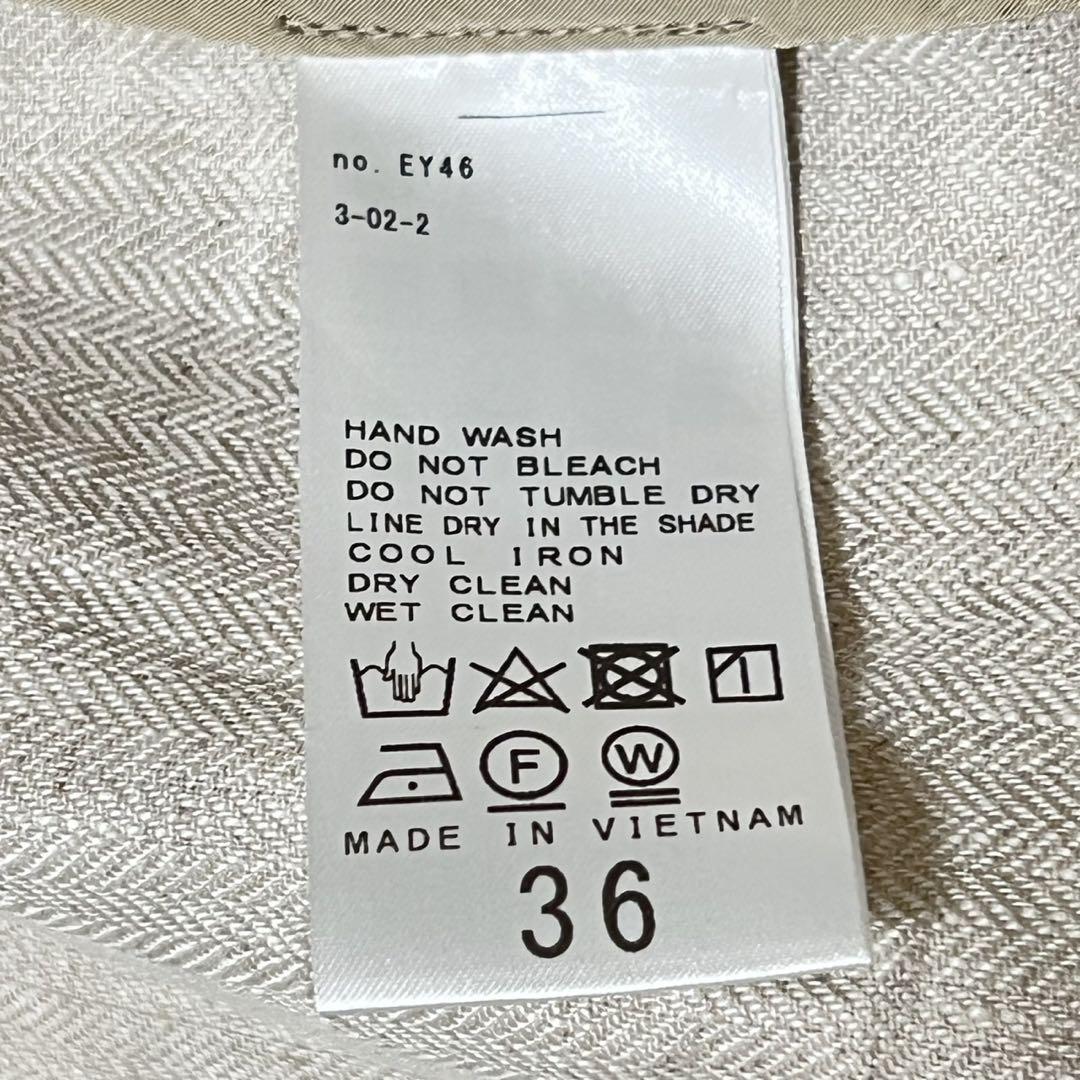 no. EY46
3-02-2
HAND WASH
DO NOT BLEACH
DO NOT TUMBLE DRY
LINE DRY IN THE SHADE
COOL IRON
DRY CLEAN
WET CLEAN
F W
MADE IN VIETNAM
36